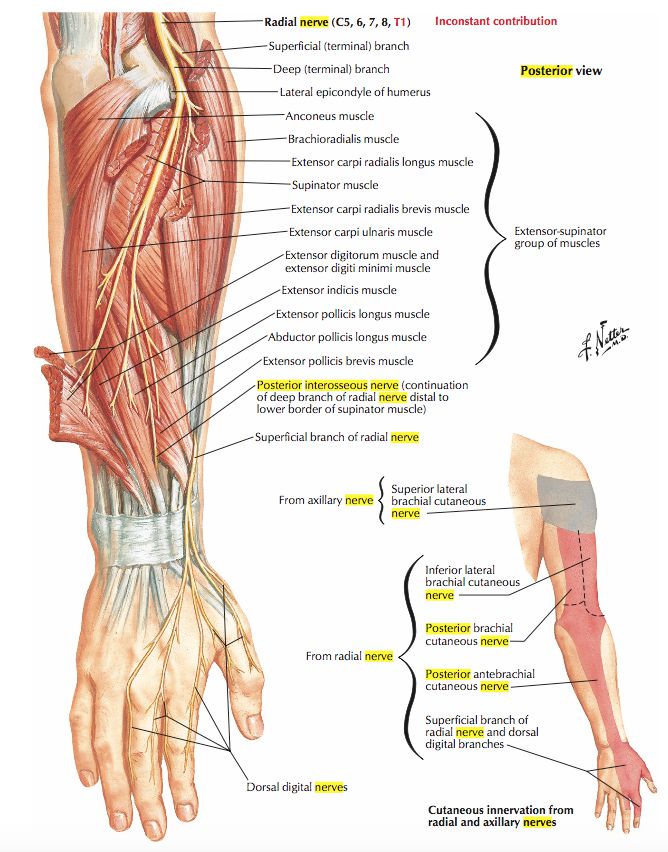 Radial nerve (C5, 6, 7, 8, T1) Inconstant contribution
Superficial (terminal) branch
Deep (terminal) branch
Posterior view
Lateral epicondyle of humerus
Anconeus muscle
Brachioradialis muscle
Extensor carpi radialis longus muscle
Supinator muscle
Extensor carpi radialis brevis muscle
Extensor carpi ulnaris muscle
Extensor-supinator
group of muscles
Extensor digitorum muscle and
extensor digiti minimi muscle
Extensor indicis muscle
Extensor pollicis longus muscle
Abductor pollicis longus muscle
Extensor pollicis brevis muscle
F. Netter
M.D.
Posterior interosseous nerve (continuation
of deep branch of radial nerve distal to
lower border of supinator muscle)
Superficial branch of radial nerve
From axillary nerve
Superior lateral
brachial cutaneous
nerve
Inferior lateral
brachial cutaneous
nerve
Posterior brachial
cutaneous nerve
From radial nerve
Posterior antebrachial
cutaneous nerve
Superficial branch of
radial nerve and dorsal
digital branches
Dorsal digital nerves
Cutaneous innervation from
radial and axillary nerves